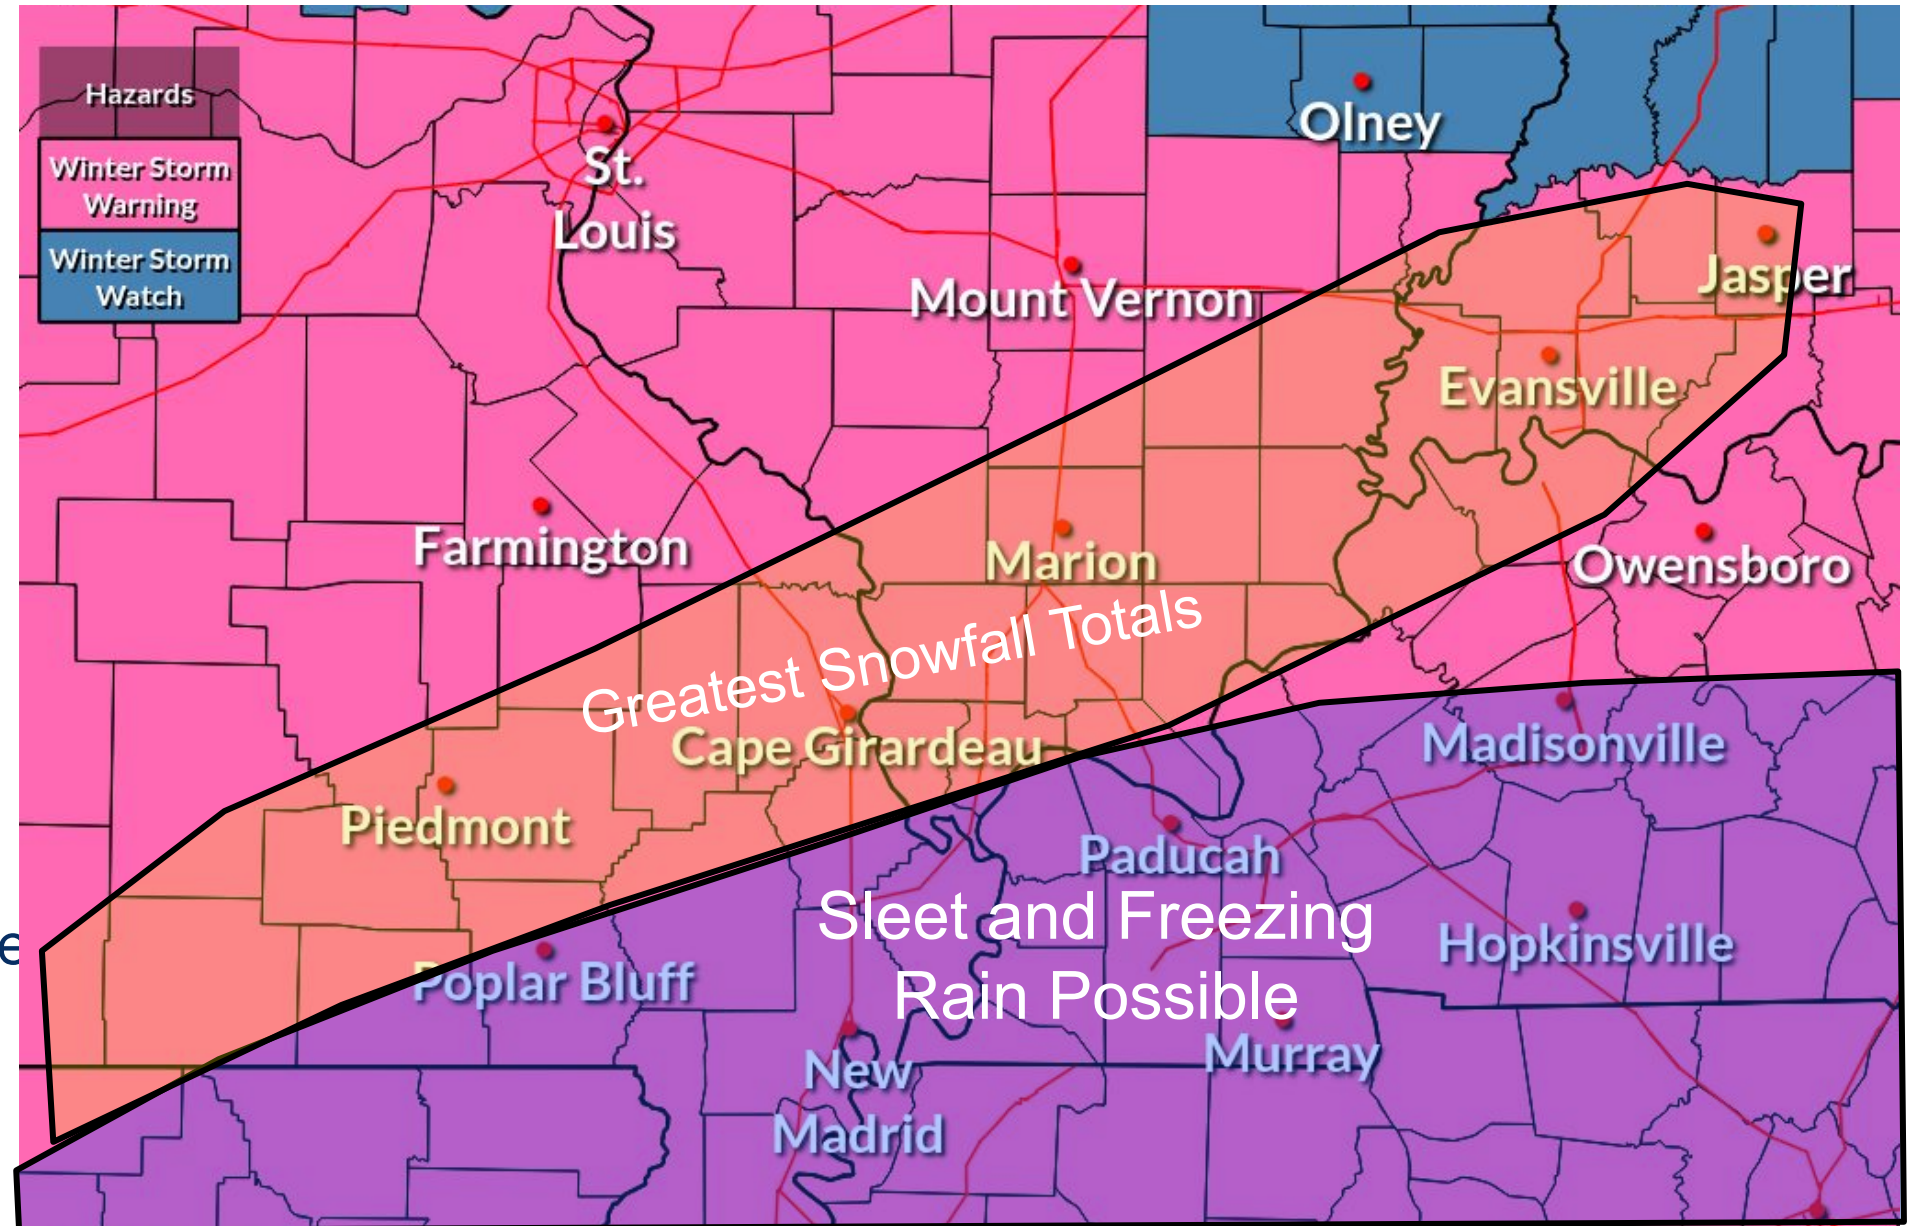 Hazards
Winter Storm
Warning
Winter Storm
Watch
Olney
St.
Louis
Mount Vernon
Jasper
Evansville
Farmington
Marion
Owensboro
Greatest Snowfall Totals
Cape Girardeau
Madisonville
Piedmont
Paducah
Sleet and Freezing
Rain Possible
Hopkinsville
Poplar Bluff
Murray
New
Madrid
e